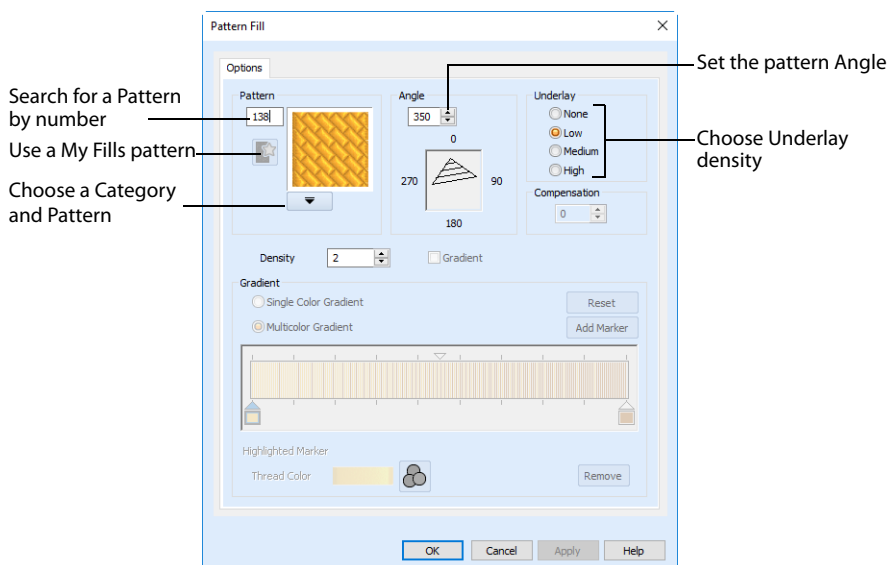 Pattern Fill
Options
Pattern
138
Angle
350
0
270
90
180
Underlay
None
Low
Medium
High
Compensation
0
Density
2
Gradient
Gradient
Single Color Gradient
Multicolor Gradient
Reset
Add Marker
Highlighted Marker
Thread Color
Remove
OK
Cancel
Apply
Help
Search for a Pattern
by number
Use a My Fills pattern
Choose a Category
and Pattern
Set the pattern Angle
Choose Underlay
density